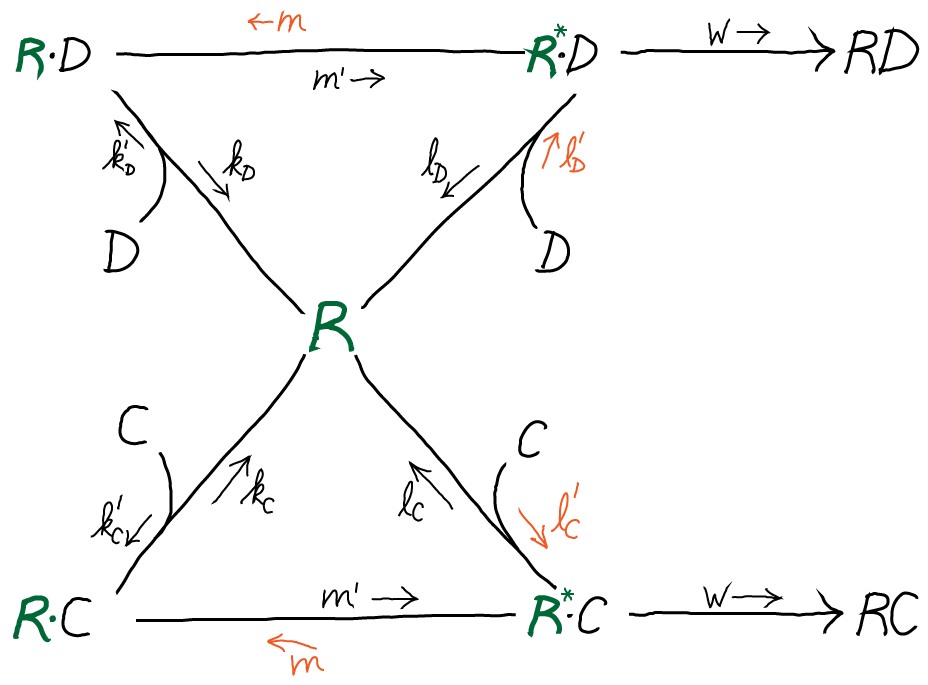 ←m
R·D R*·D W→ RD
m'→
k'D kD lD l'D
D D
R
C C
k'C kC lC l'C
m'→ W→
R·C R*·C RC
m